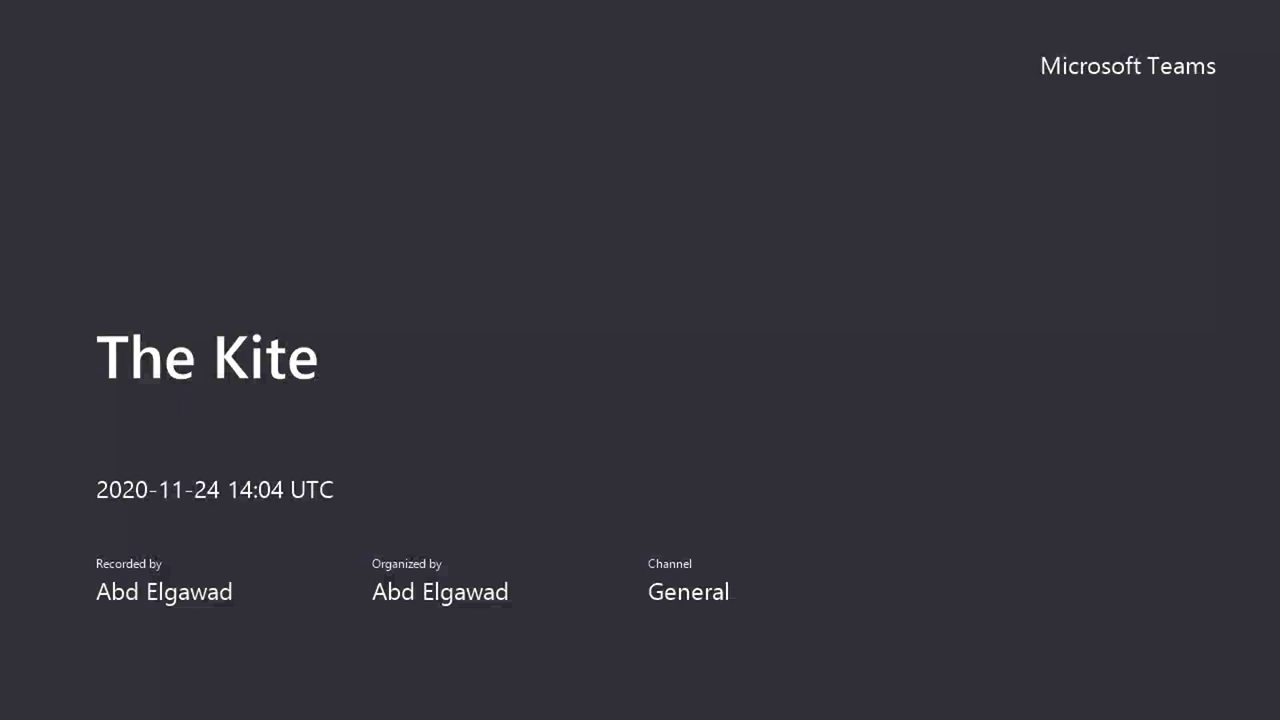 Microsoft Teams
The Kite
2020-11-24 14:04 UTC
Recorded by
Abd Elgawad
Organized by
Abd Elgawad
Channel
General